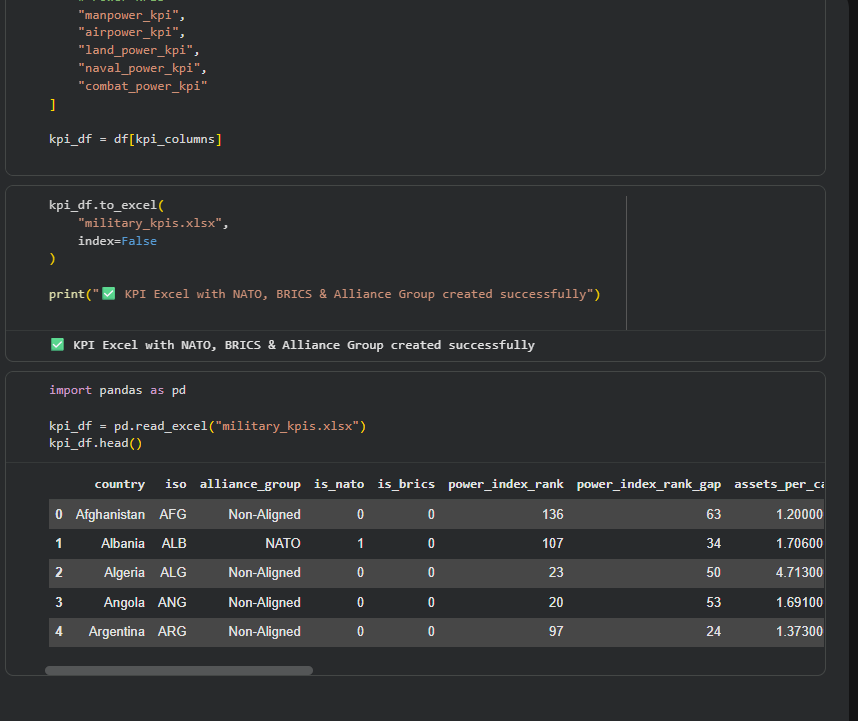 "manpower_kpi",
"airpower_kpi",
"land_power_kpi",
"naval_power_kpi",
"combat_power_kpi"
]
kpi_df = df[kpi_columns]
kpi_df.to_excel(
"military_kpis.xlsx",
index=False
)
print("✅ KPI Excel with NATO, BRICS & Alliance Group created successfully")
✅ KPI Excel with NATO, BRICS & Alliance Group created successfully
import pandas as pd
kpi_df = pd.read_excel("military_kpis.xlsx")
kpi_df.head()
country iso alliance_group is_nato is_brics power_index_rank power_index_rank_gap assets_per_ca
0 Afghanistan AFG Non-Aligned 0 0 136 63 1.20000
1 Albania ALB NATO 1 0 107 34 1.70600
2 Algeria ALG Non-Aligned 0 0 23 50 4.71300
3 Angola ANG Non-Aligned 0 0 20 53 1.69100
4 Argentina ARG Non-Aligned 0 0 97 24 1.37300